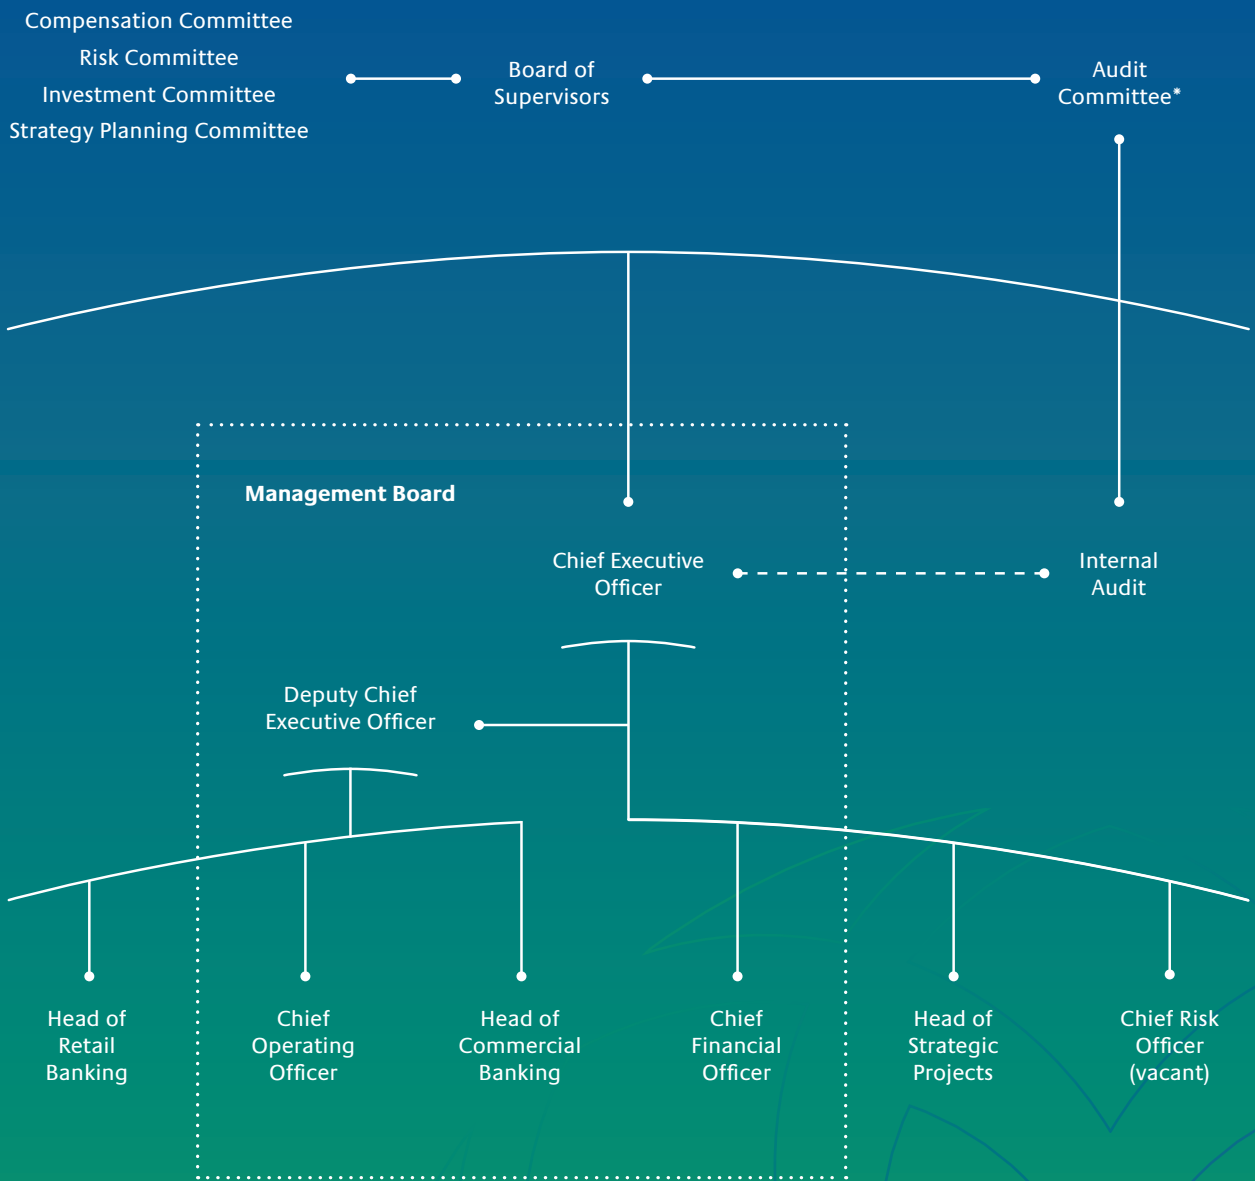 Compensation Committee
Risk Committee
Investment Committee
Strategy Planning Committee
Board of
Supervisors
Audit
Committee*
Management Board
Chief Executive
Officer
Internal
Audit
Deputy Chief
Executive Officer
Head of
Retail
Banking
Chief
Operating
Officer
Head of
Commercial
Banking
Chief
Financial
Officer
Head of
Strategic
Projects
Chief Risk
Officer
(vacant)